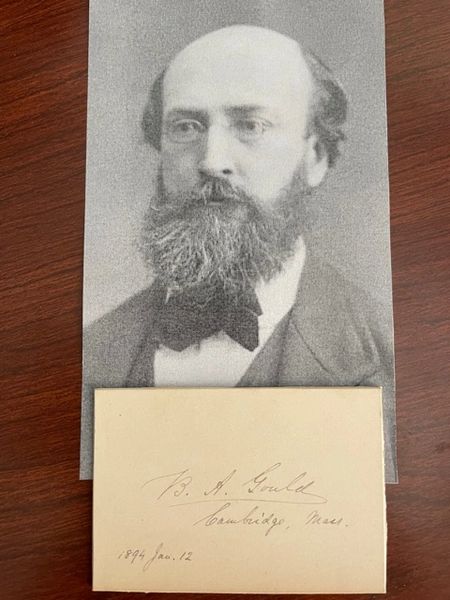 B. A. Gould
Cambridge, Mass.
1894 Jan. 12